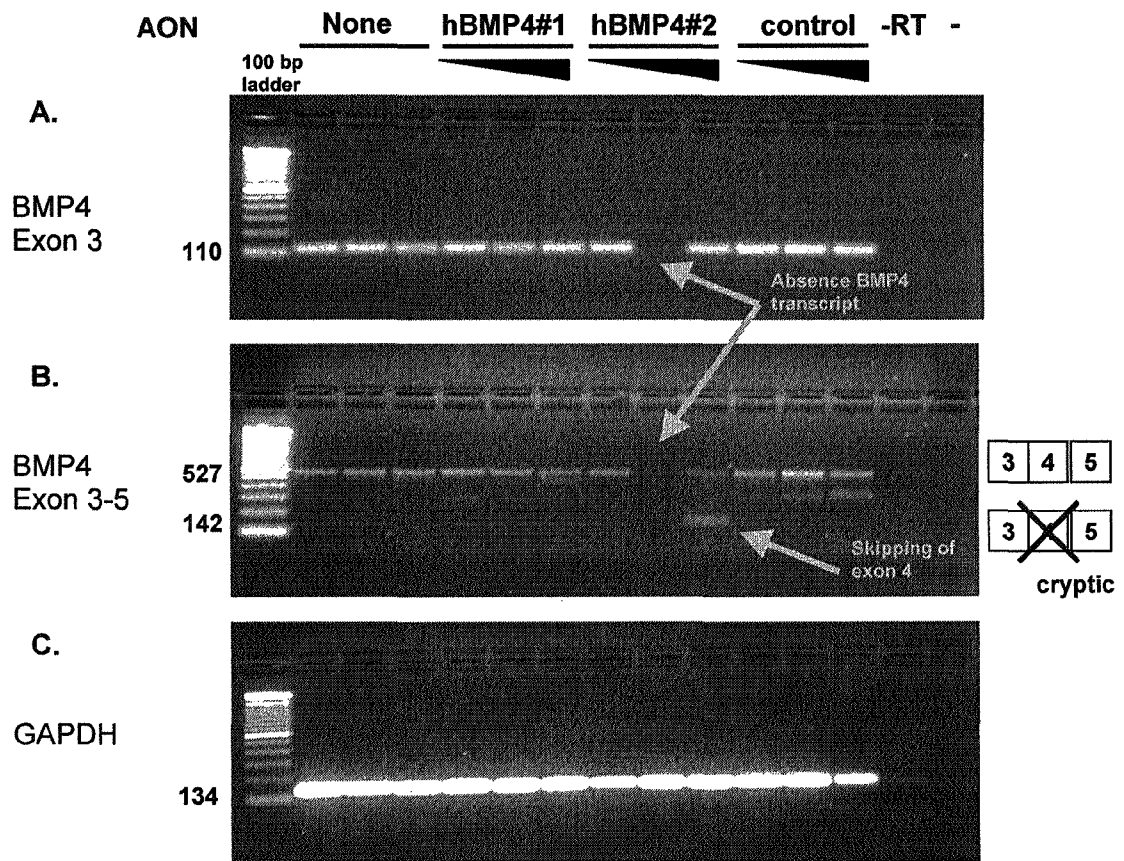 AON None hBMP4#1 hBMP4#2 control -RT -
100 bp
ladder
A.
BMP4
Exon 3
110
Absence BMP4
transcript
B.
BMP4
Exon 3-5
527
142
Skipping of
exon 4
3 4 5
3 4 5
cryptic
C.
GAPDH
134